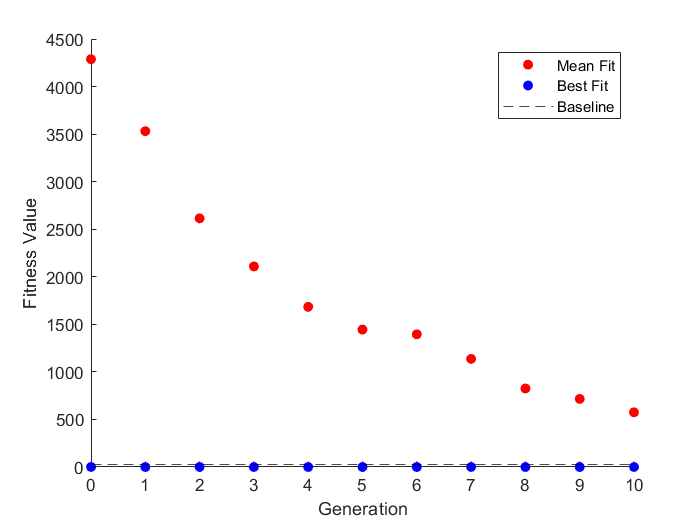 4500
4000
3500
3000
2500
2000
1500
1000
500
0
Fitness Value
Mean Fit
Best Fit
Baseline
0 1 2 3 4 5 6 7 8 9 10
Generation